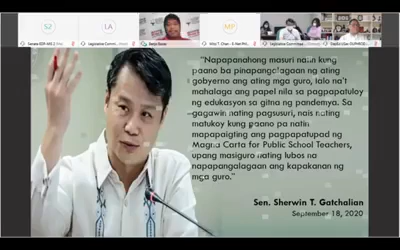 S2
LA
MF
"Napapanahong masuri natin kung
paano ba pinapangalagaan ng ating
gobyerno ang ating mga guro, lalo na't
mahalaga ang papel nila sa pagpapatuloy
ng edukasyon sa gitna ng pandemya. Sa
gagawin nating pagsusuri, nais nating
matukoy kung paano pa natin
mapapaigting ang pagpapatupad ng
Magna Carta for Public School Teachers,
upang masiguro nating lubos na
napapangalagaan ang kapakanan ng
mga guro."
Sen. Sherwin T. Gatchalian
September 18, 2020